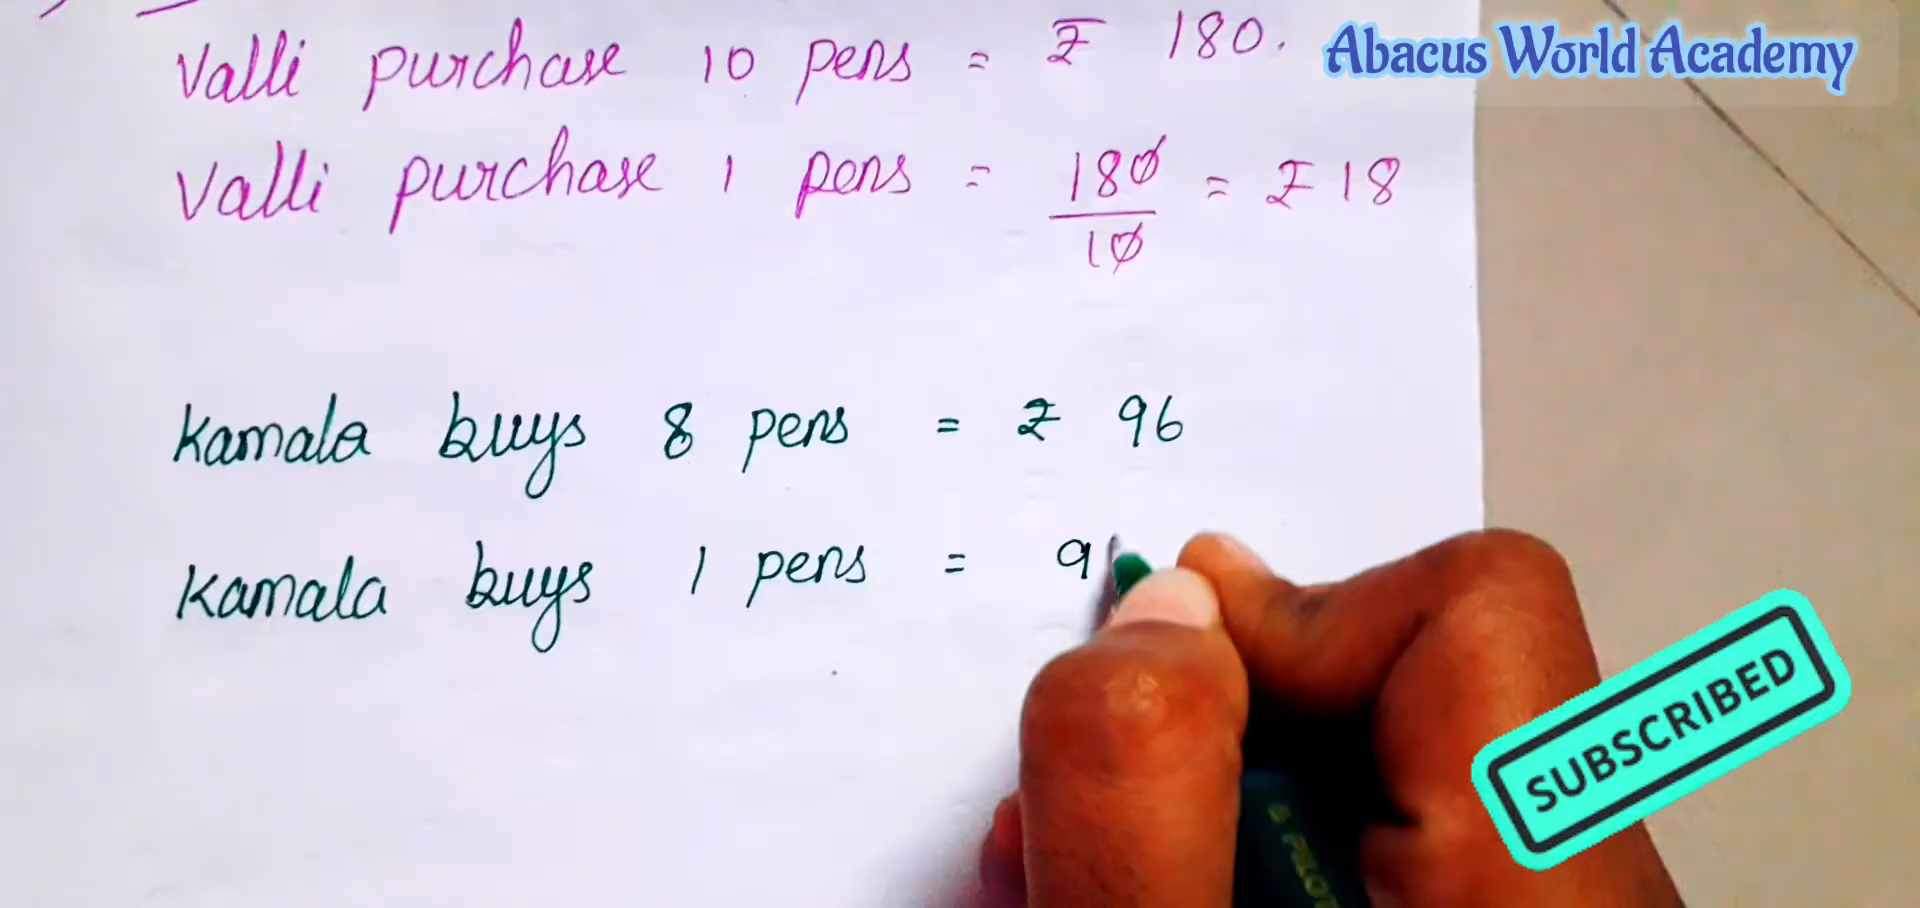 Abacus World Academy
Valli purchase 10 pens = ₹ 180.
Valli purchase 1 pens = 180/10 = ₹ 18
Kamala buys 8 pens = ₹ 96
Kamala buys 1 pens = 9
SUBSCRIBED